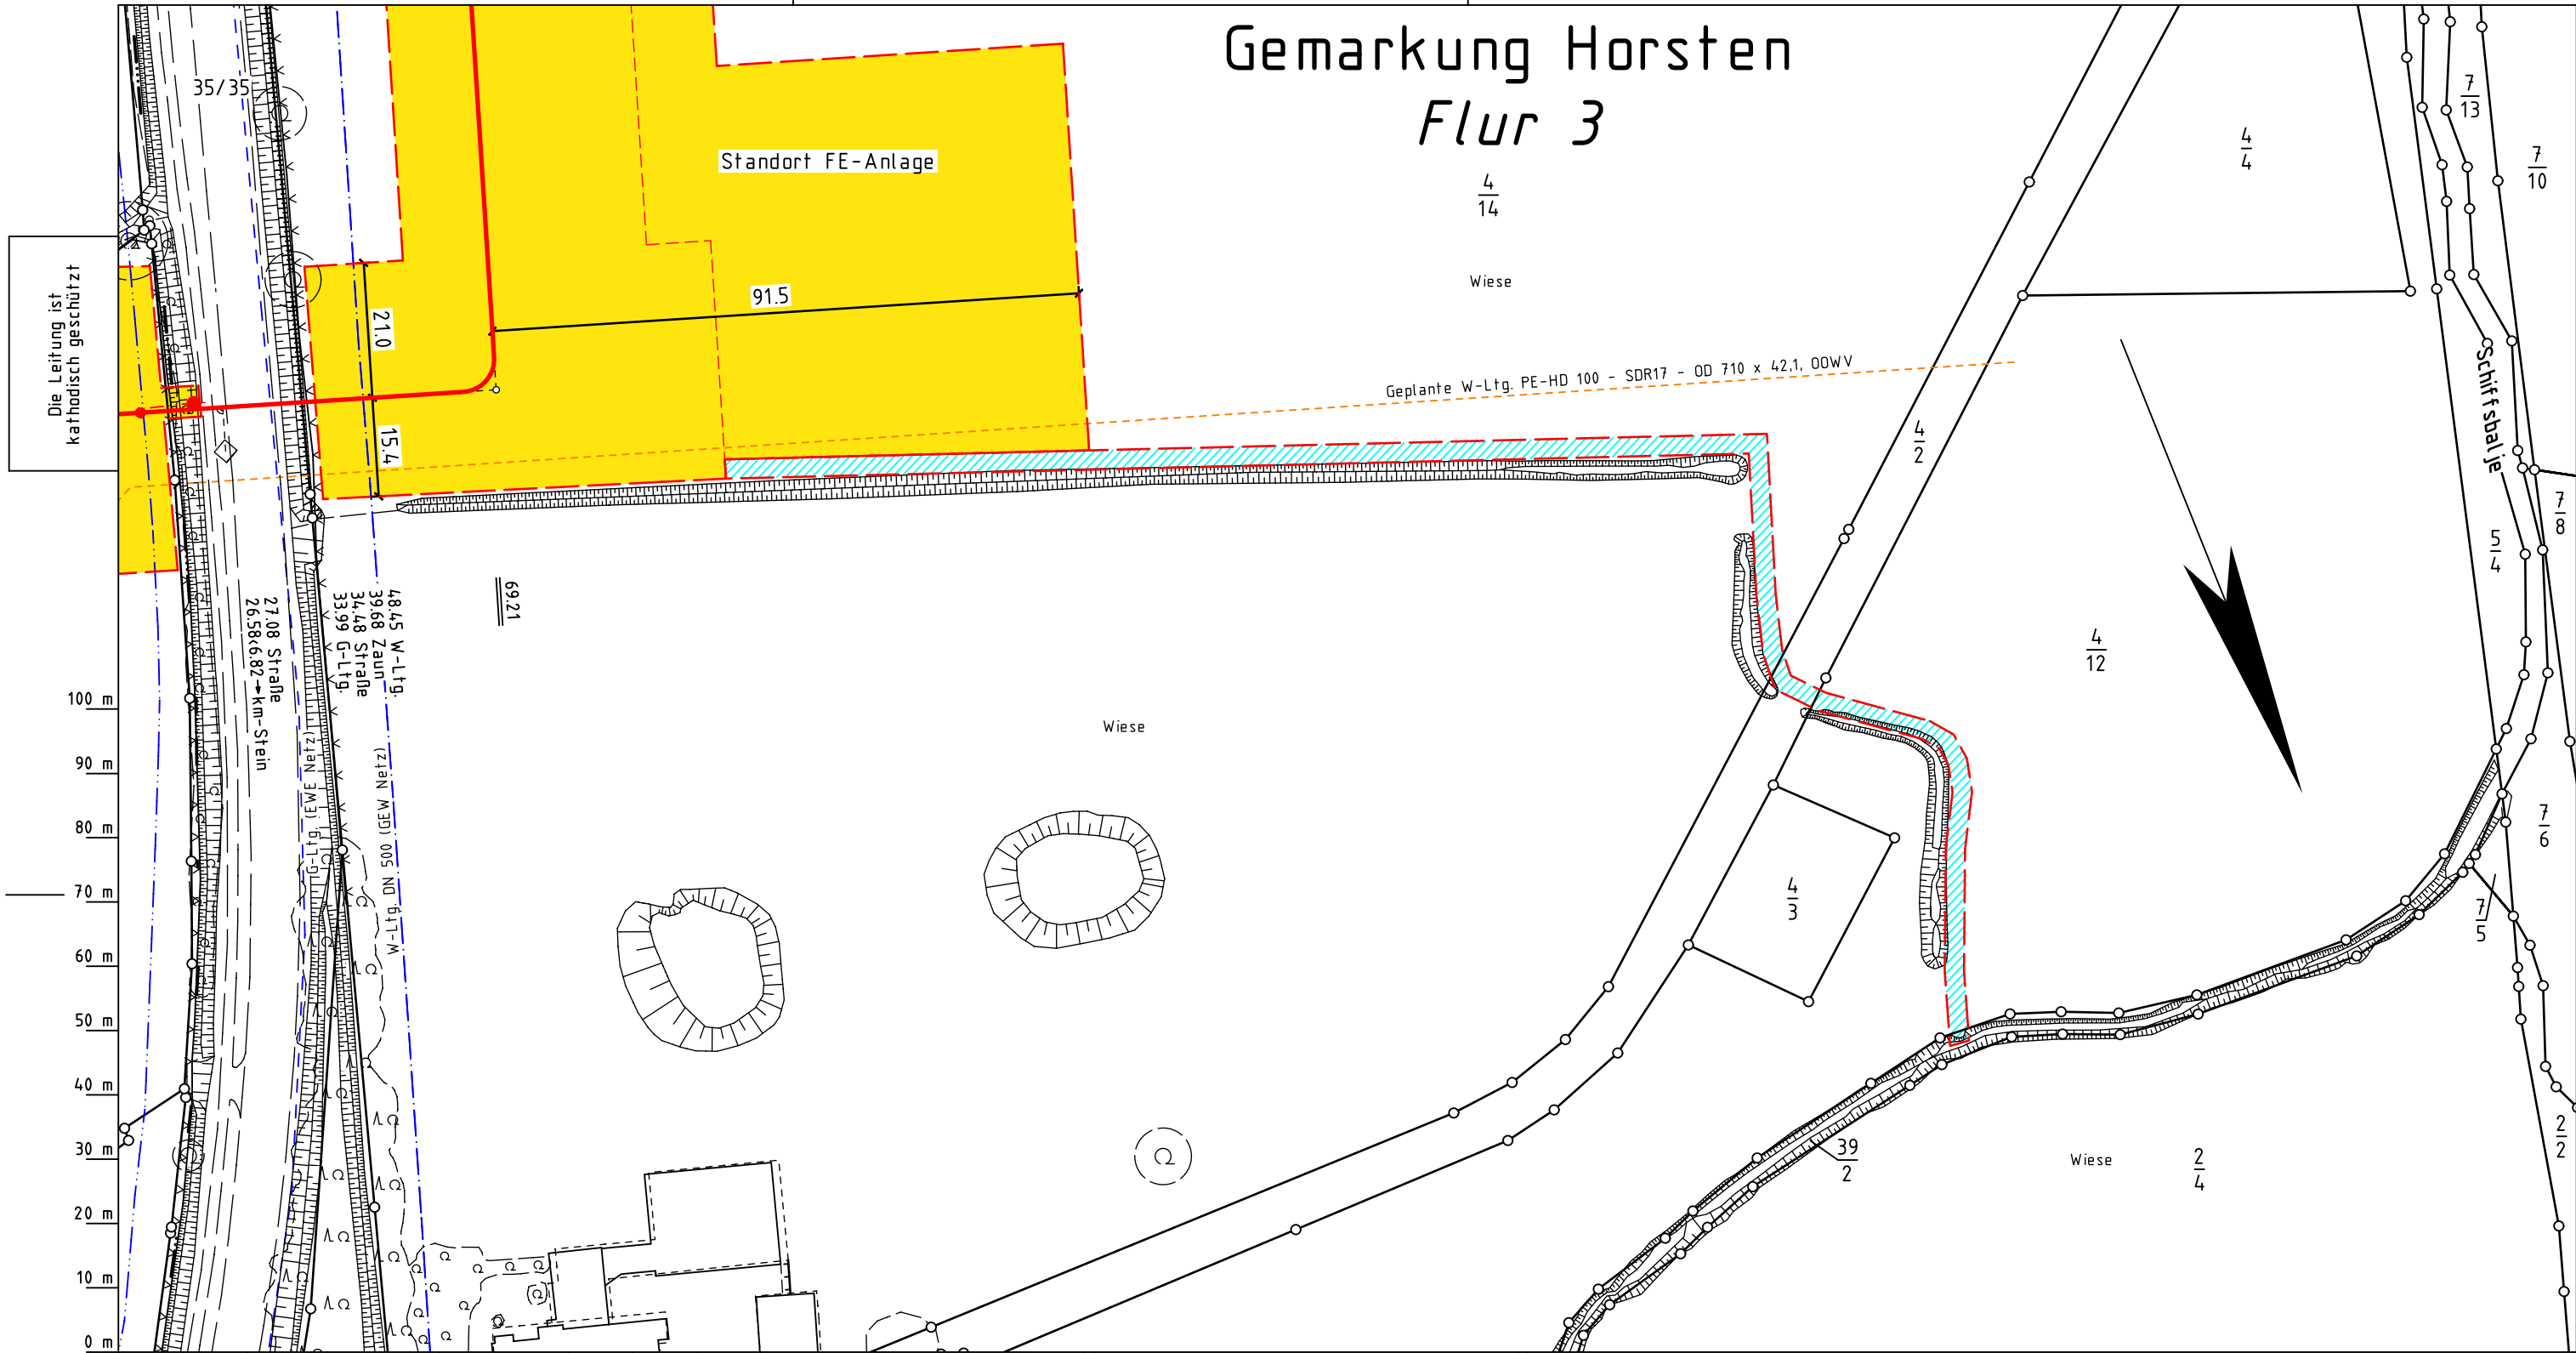 Gemarkung Horsten
Flur 3
35/35
Standort FE-Anlage
4
14
4
4
7
13
7
10
Wiese
91.5
21.0
15.4
Die Leitung ist
kathodisch geschützt
Geplante W-Ltg. PE-HD 100 - SDR17 - OD 710 x 42,1, OOWV
4
2
Schiffsbalje
7
8
5
4
4
12
69.21
48.45 W-Ltg.
39.68 Zaun
34.48 Straße
33.99 G-Ltg.
27.08 Straße
26.58<6.82 → km-Stein
G-Ltg. (EWE Netz)
W-Ltg. DN 500 (GEW Netz)
Wiese
4
3
7
6
7
5
39
2
Wiese
2
4
2
2
100 m
90 m
80 m
70 m
60 m
50 m
40 m
30 m
20 m
10 m
0 m